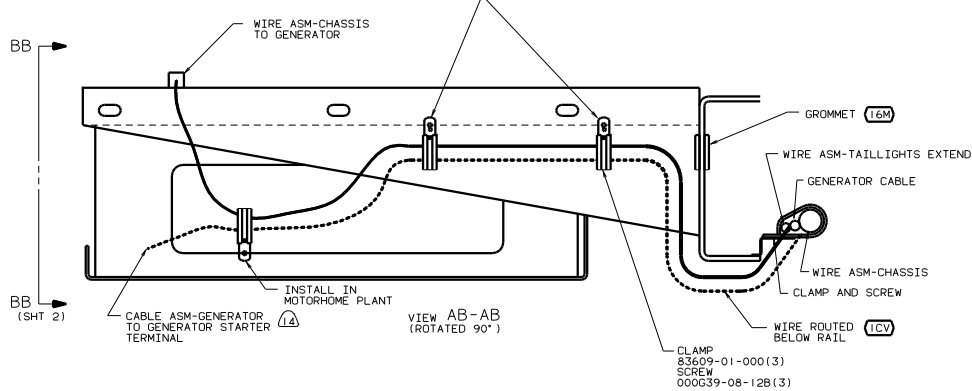 WIRE ASM-CHASSIS
TO GENERATOR
BB
GROMMET 16M
WIRE ASM-TAILLIGHTS EXTEND
GENERATOR CABLE
WIRE ASM-CHASSIS
CLAMP AND SCREW
INSTALL IN
MOTORHOME PLANT
BB
(SHT 2)
CABLE ASM-GENERATOR
TO GENERATOR STARTER
TERMINAL
14
VIEW AB-AB
(ROTATED 90°)
WIRE ROUTED
BELOW RAIL
1CV
CLAMP
83609-01-000(3)
SCREW
000G39-08-12B(3)